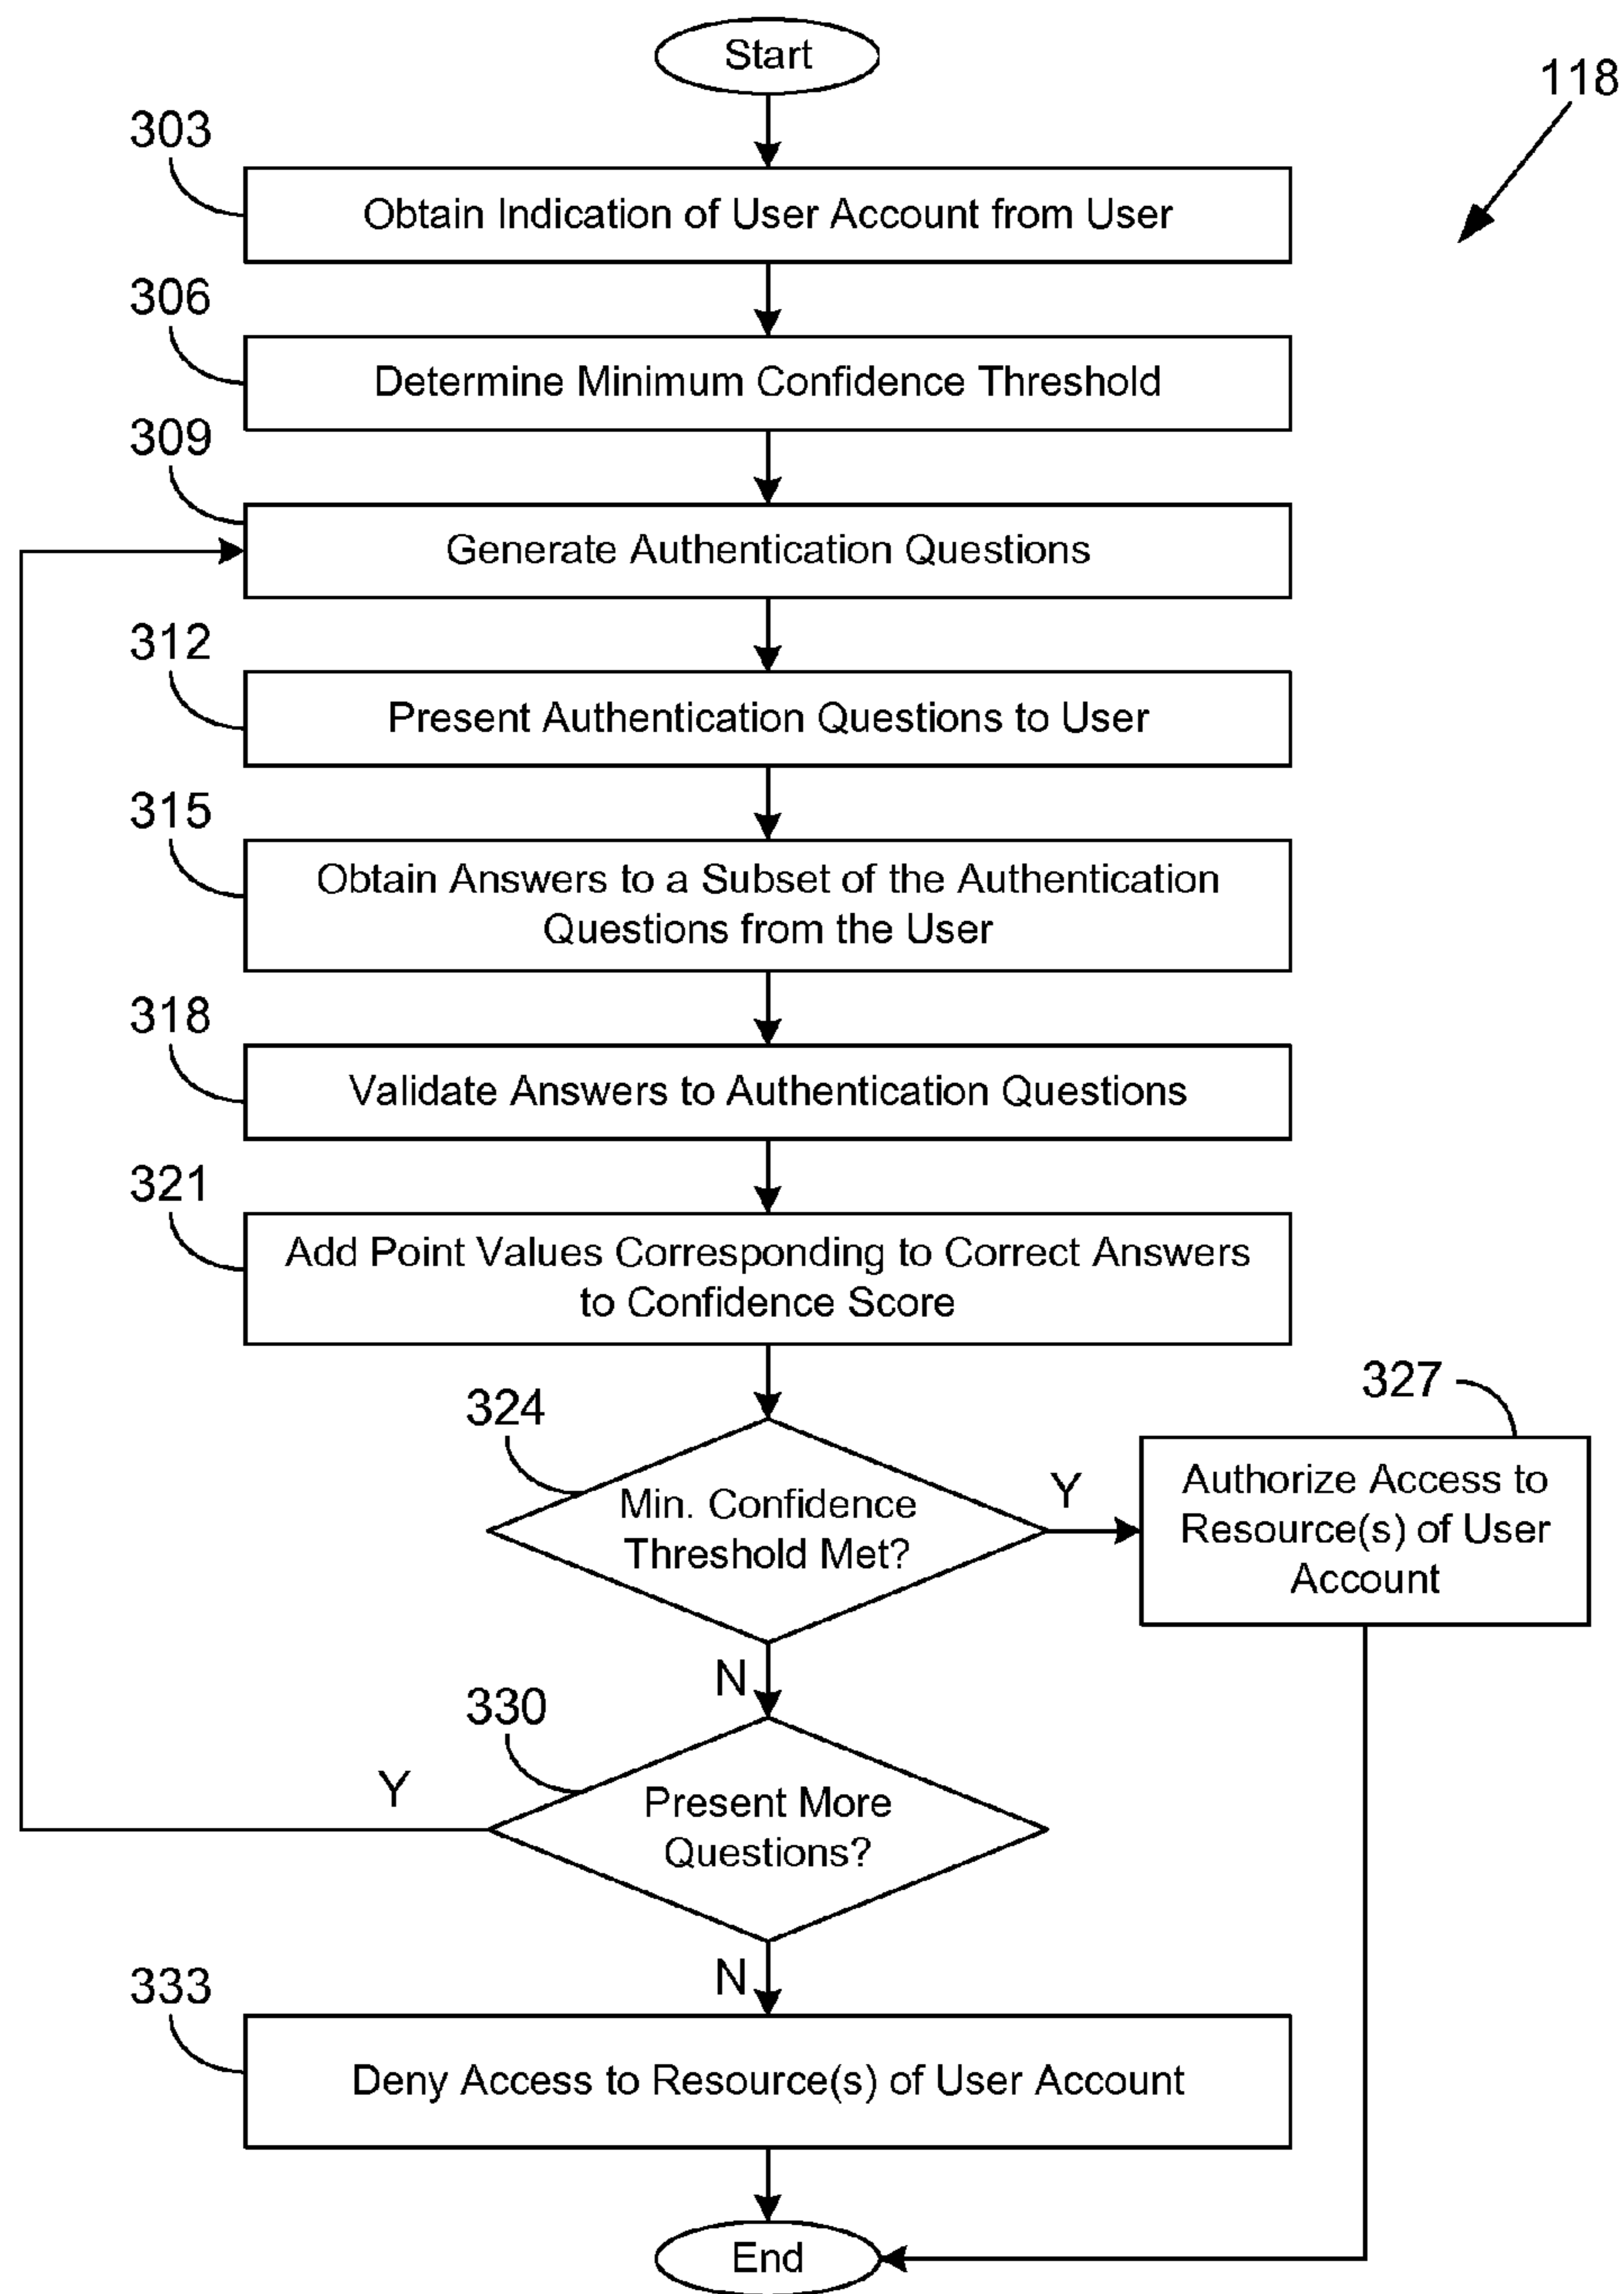 Start
118
303
Obtain Indication of User Account from User
306
Determine Minimum Confidence Threshold
309
Generate Authentication Questions
312
Present Authentication Questions to User
315
Obtain Answers to a Subset of the Authentication
Questions from the User
318
Validate Answers to Authentication Questions
321
Add Point Values Corresponding to Correct Answers
to Confidence Score
324
Min. Confidence
Threshold Met?
Y
327
Authorize Access to
Resource(s) of User
Account
N
330
Present More
Questions?
Y
N
333
Deny Access to Resource(s) of User Account
End